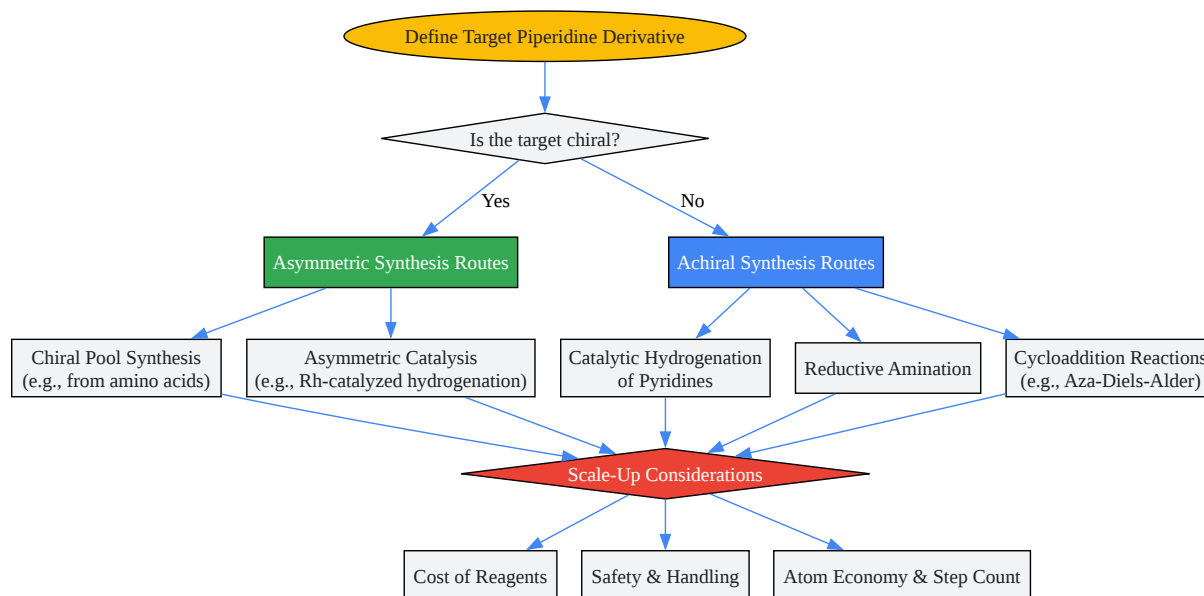 Define Target Piperidine Derivative
Is the target chiral?
Yes
No
Asymmetric Synthesis Routes
Achiral Synthesis Routes
Chiral Pool Synthesis
(e.g., from amino acids)
Asymmetric Catalysis
(e.g., Rh-catalyzed hydrogenation)
Catalytic Hydrogenation
of Pyridines
Reductive Amination
Cycloaddition Reactions
(e.g., Aza-Diels-Alder)
Scale-Up Considerations
Cost of Reagents
Safety & Handling
Atom Economy & Step Count